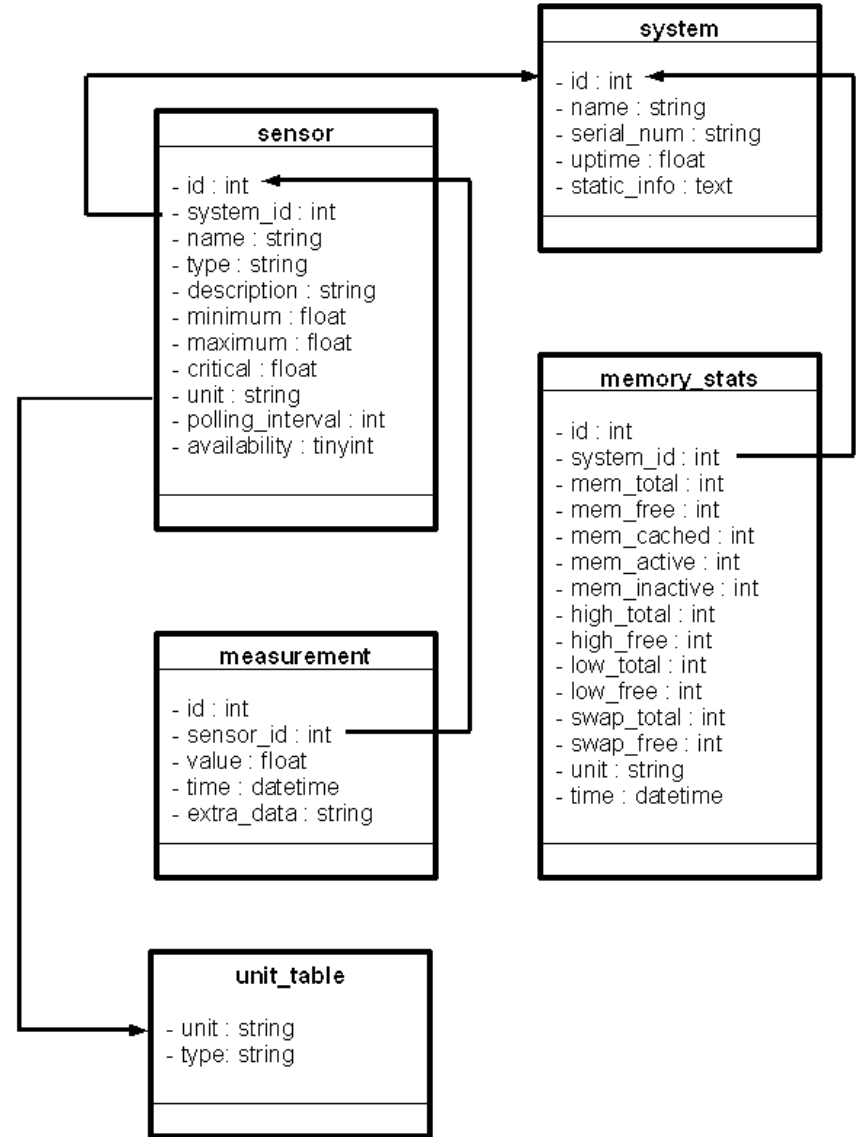 system
- id : int
- name : string
- serial_num : string
- uptime : float
- static_info : text
sensor
- id : int
- system_id : int
- name : string
- type : string
- description : string
- minimum : float
- maximum : float
- critical : float
- unit : string
- polling_interval : int
- availability : tinyint
memory_stats
- id : int
- system_id : int
- mem_total : int
- mem_free : int
- mem_cached : int
- mem_active : int
- mem_inactive : int
- high_total : int
- high_free : int
- low_total : int
- low_free : int
- swap_total : int
- swap_free : int
- unit : string
- time : datetime
measurement
- id : int
- sensor_id : int
- value : float
- time : datetime
- extra_data : string
unit_table
- unit : string
- type: string